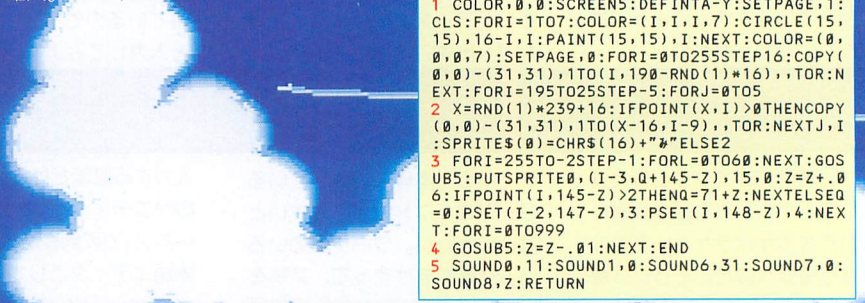 1 COLOR,0,0:SCREEN5:DEFINTA-Y:SETPAGE,1:
CLS:FORI=1TO7:COLOR=(I,I,I,7):CIRCLE(15,
15),16-I,I:PAINT(15,15),I:NEXT:COLOR=(0,
0,0,7):SETPAGE,0:FORI=0TO255STEP16:COPY(
0,0)-(31,31),1TO(I,190-RND(1)*16),,TOR:N
EXT:FORI=195TO25STEP-5:FORJ=0TO5
2 X=RND(1)*239+16:IFPOINT(X,I)>0THENCOPY
(0,0)-(31,31),1TO(X-16,I-9),,TOR:NEXTJ,I
:SPRITE$(0)=CHR$(16)+"&"ELSE2
3 FORI=255TO-2STEP-1:FORL=0TO60:NEXT:GOS
UB5:PUTSPRITE0,(I-3,Q+145-Z),15,0:Z=Z+.0
6:IFPOINT(I,145-Z)>2THENQ=71+Z:NEXTELSEQ
=0:PSET(I-2,147-Z),3:PSET(I,148-Z),4:NEX
T:FORI=0TO999
4 GOSUB5:Z=Z-.01:NEXT:END
5 SOUND0,11:SOUND1,0:SOUND6,31:SOUND7,0:
SOUND8,Z:RETURN